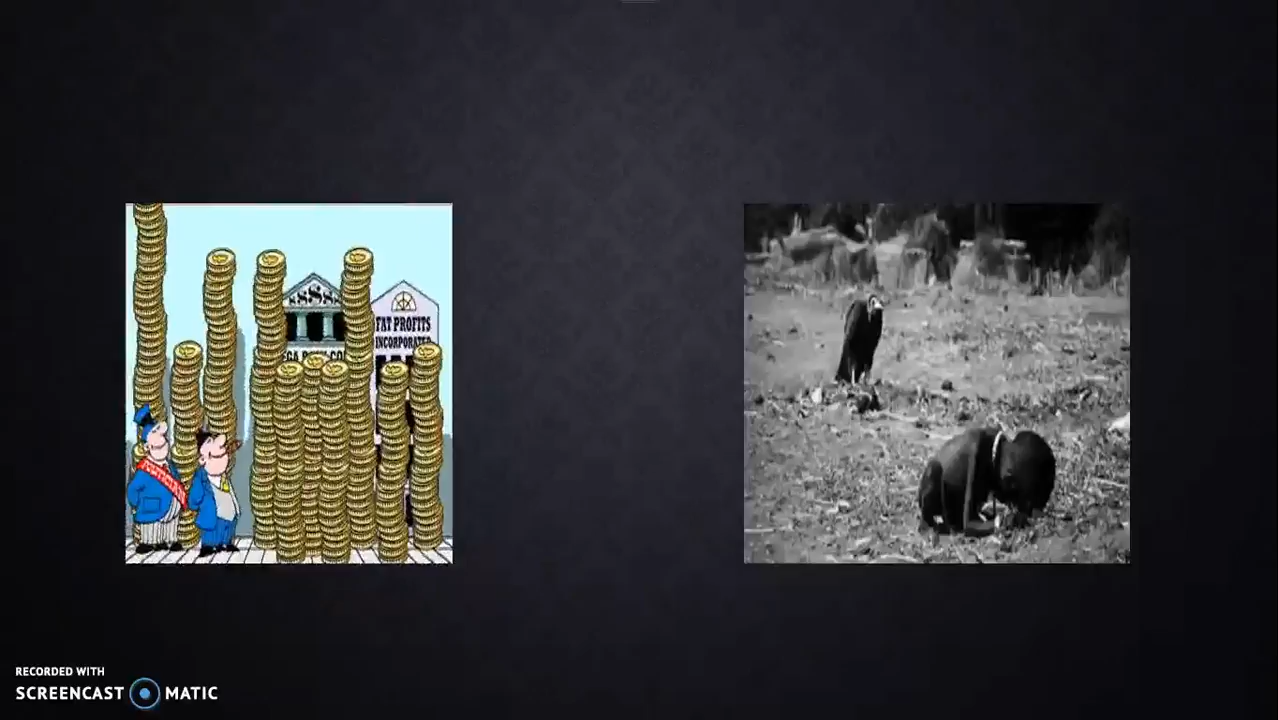 $$$$$
FAT PROFITS
INCORPORATED
RECORDED WITH
SCREENCAST MATIC